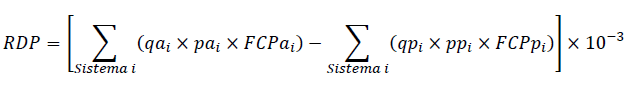 RDP = [ ∑ Sistema i (qa_i × pa_i × FCPa_i) − ∑ Sistema i (qp_i × pp_i × FCPp_i) ] × 10^−3